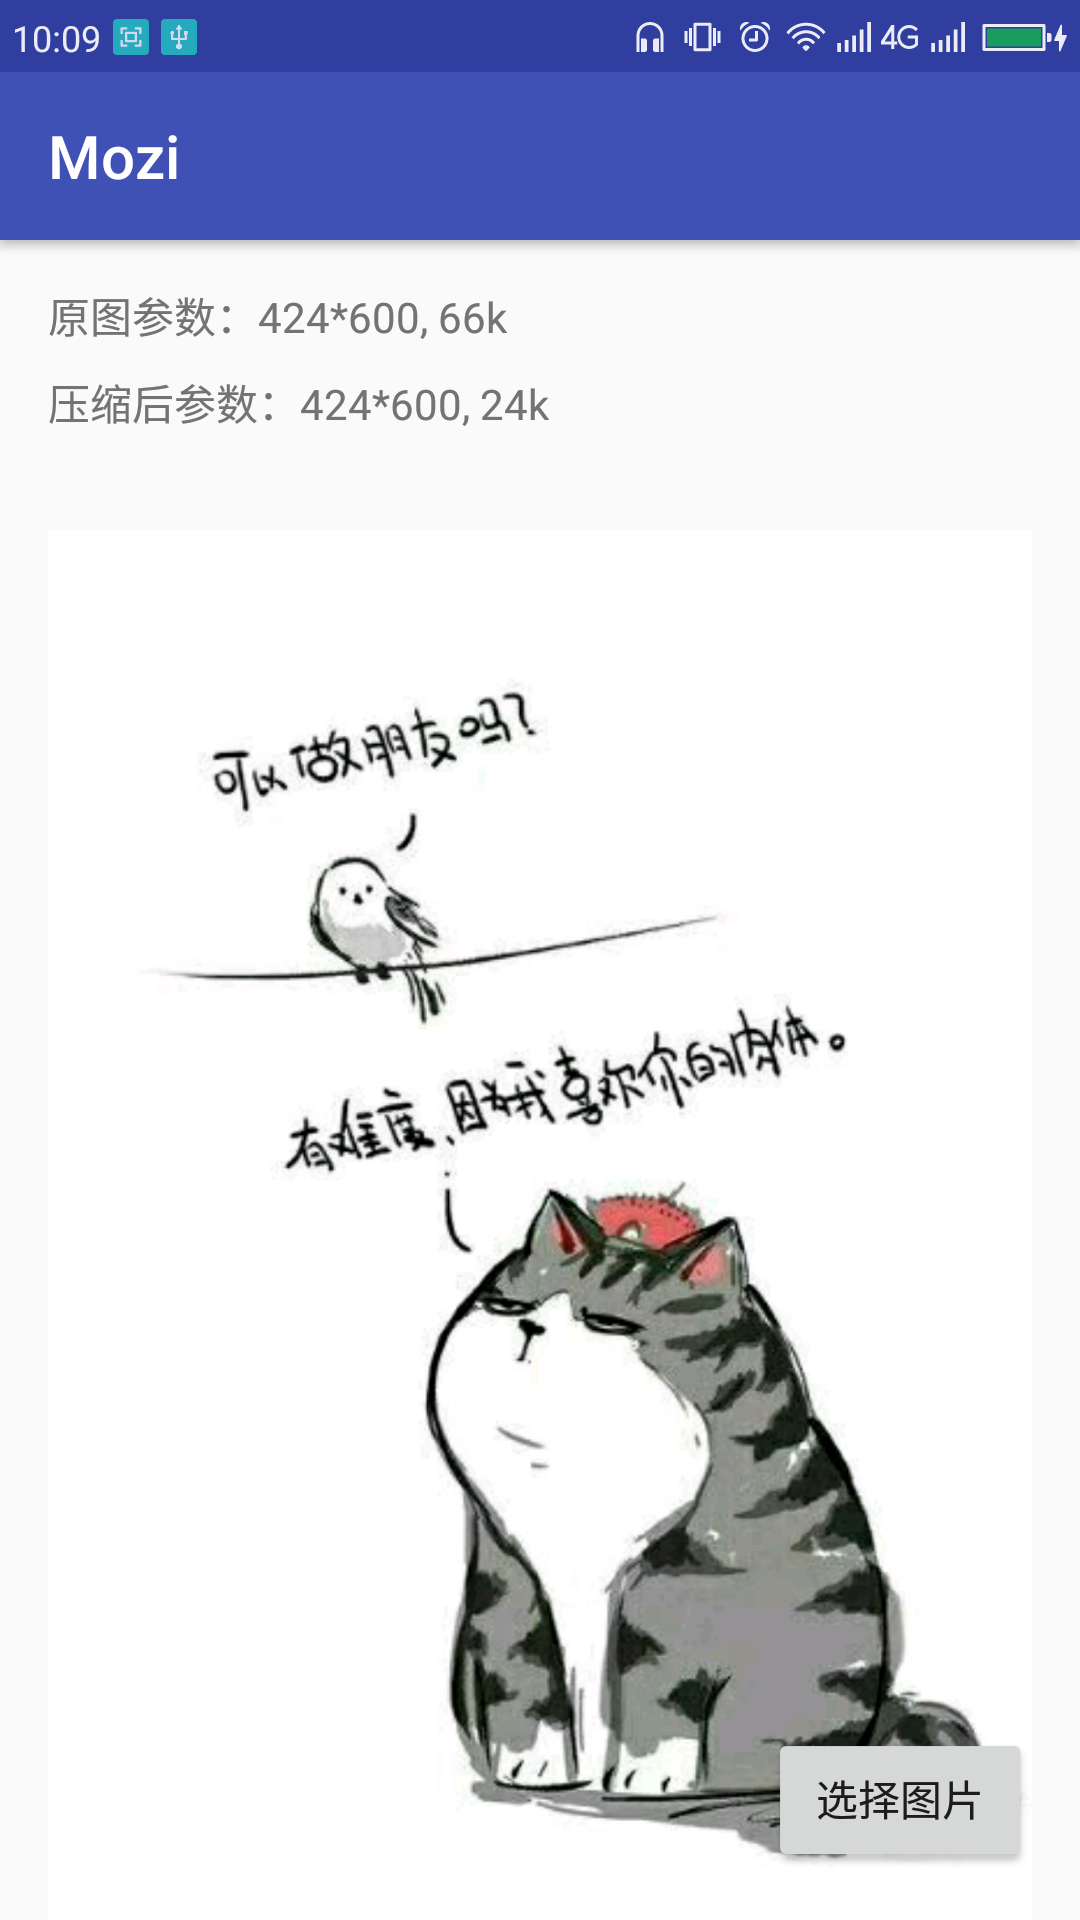 10:09 4G
Mozi
原图参数：424*600, 66k
压缩后参数：424*600, 24k
可以做朋友吗？
有难度、因为我喜欢你的肉体。
选择图片